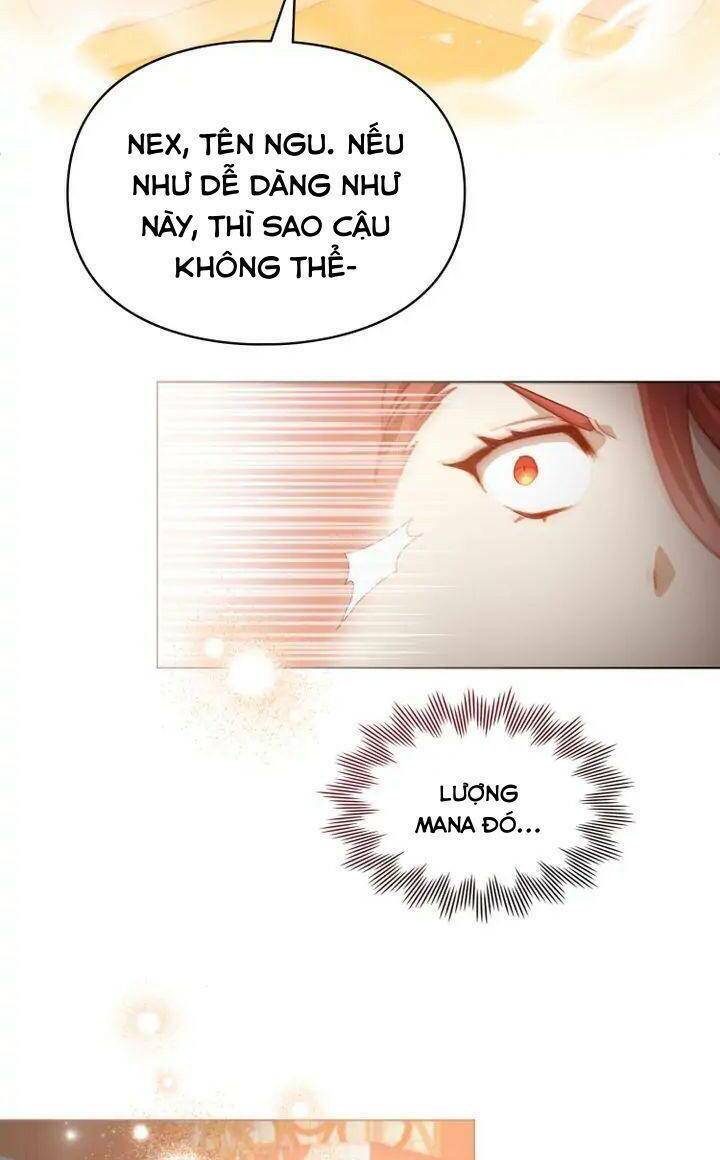 NEX, TÊN NGU. NẾU
NHƯ DỄ DÀNG NHƯ
NÀY, THÌ SAO CẬU
KHÔNG THỂ-
LƯỢNG
MANA ĐÓ...